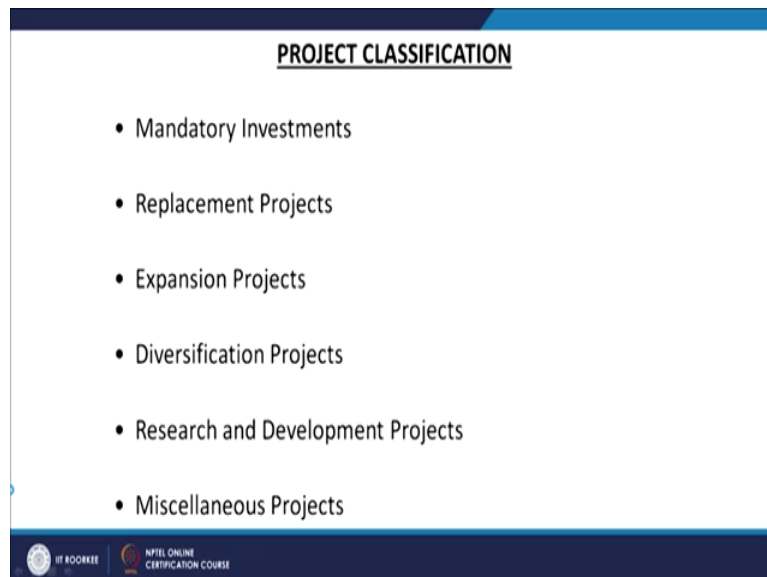 PROJECT CLASSIFICATION
• Mandatory Investments
• Replacement Projects
• Expansion Projects
• Diversification Projects
• Research and Development Projects
• Miscellaneous Projects
IIT ROORKEE
NPTEL ONLINE
CERTIFICATION COURSE